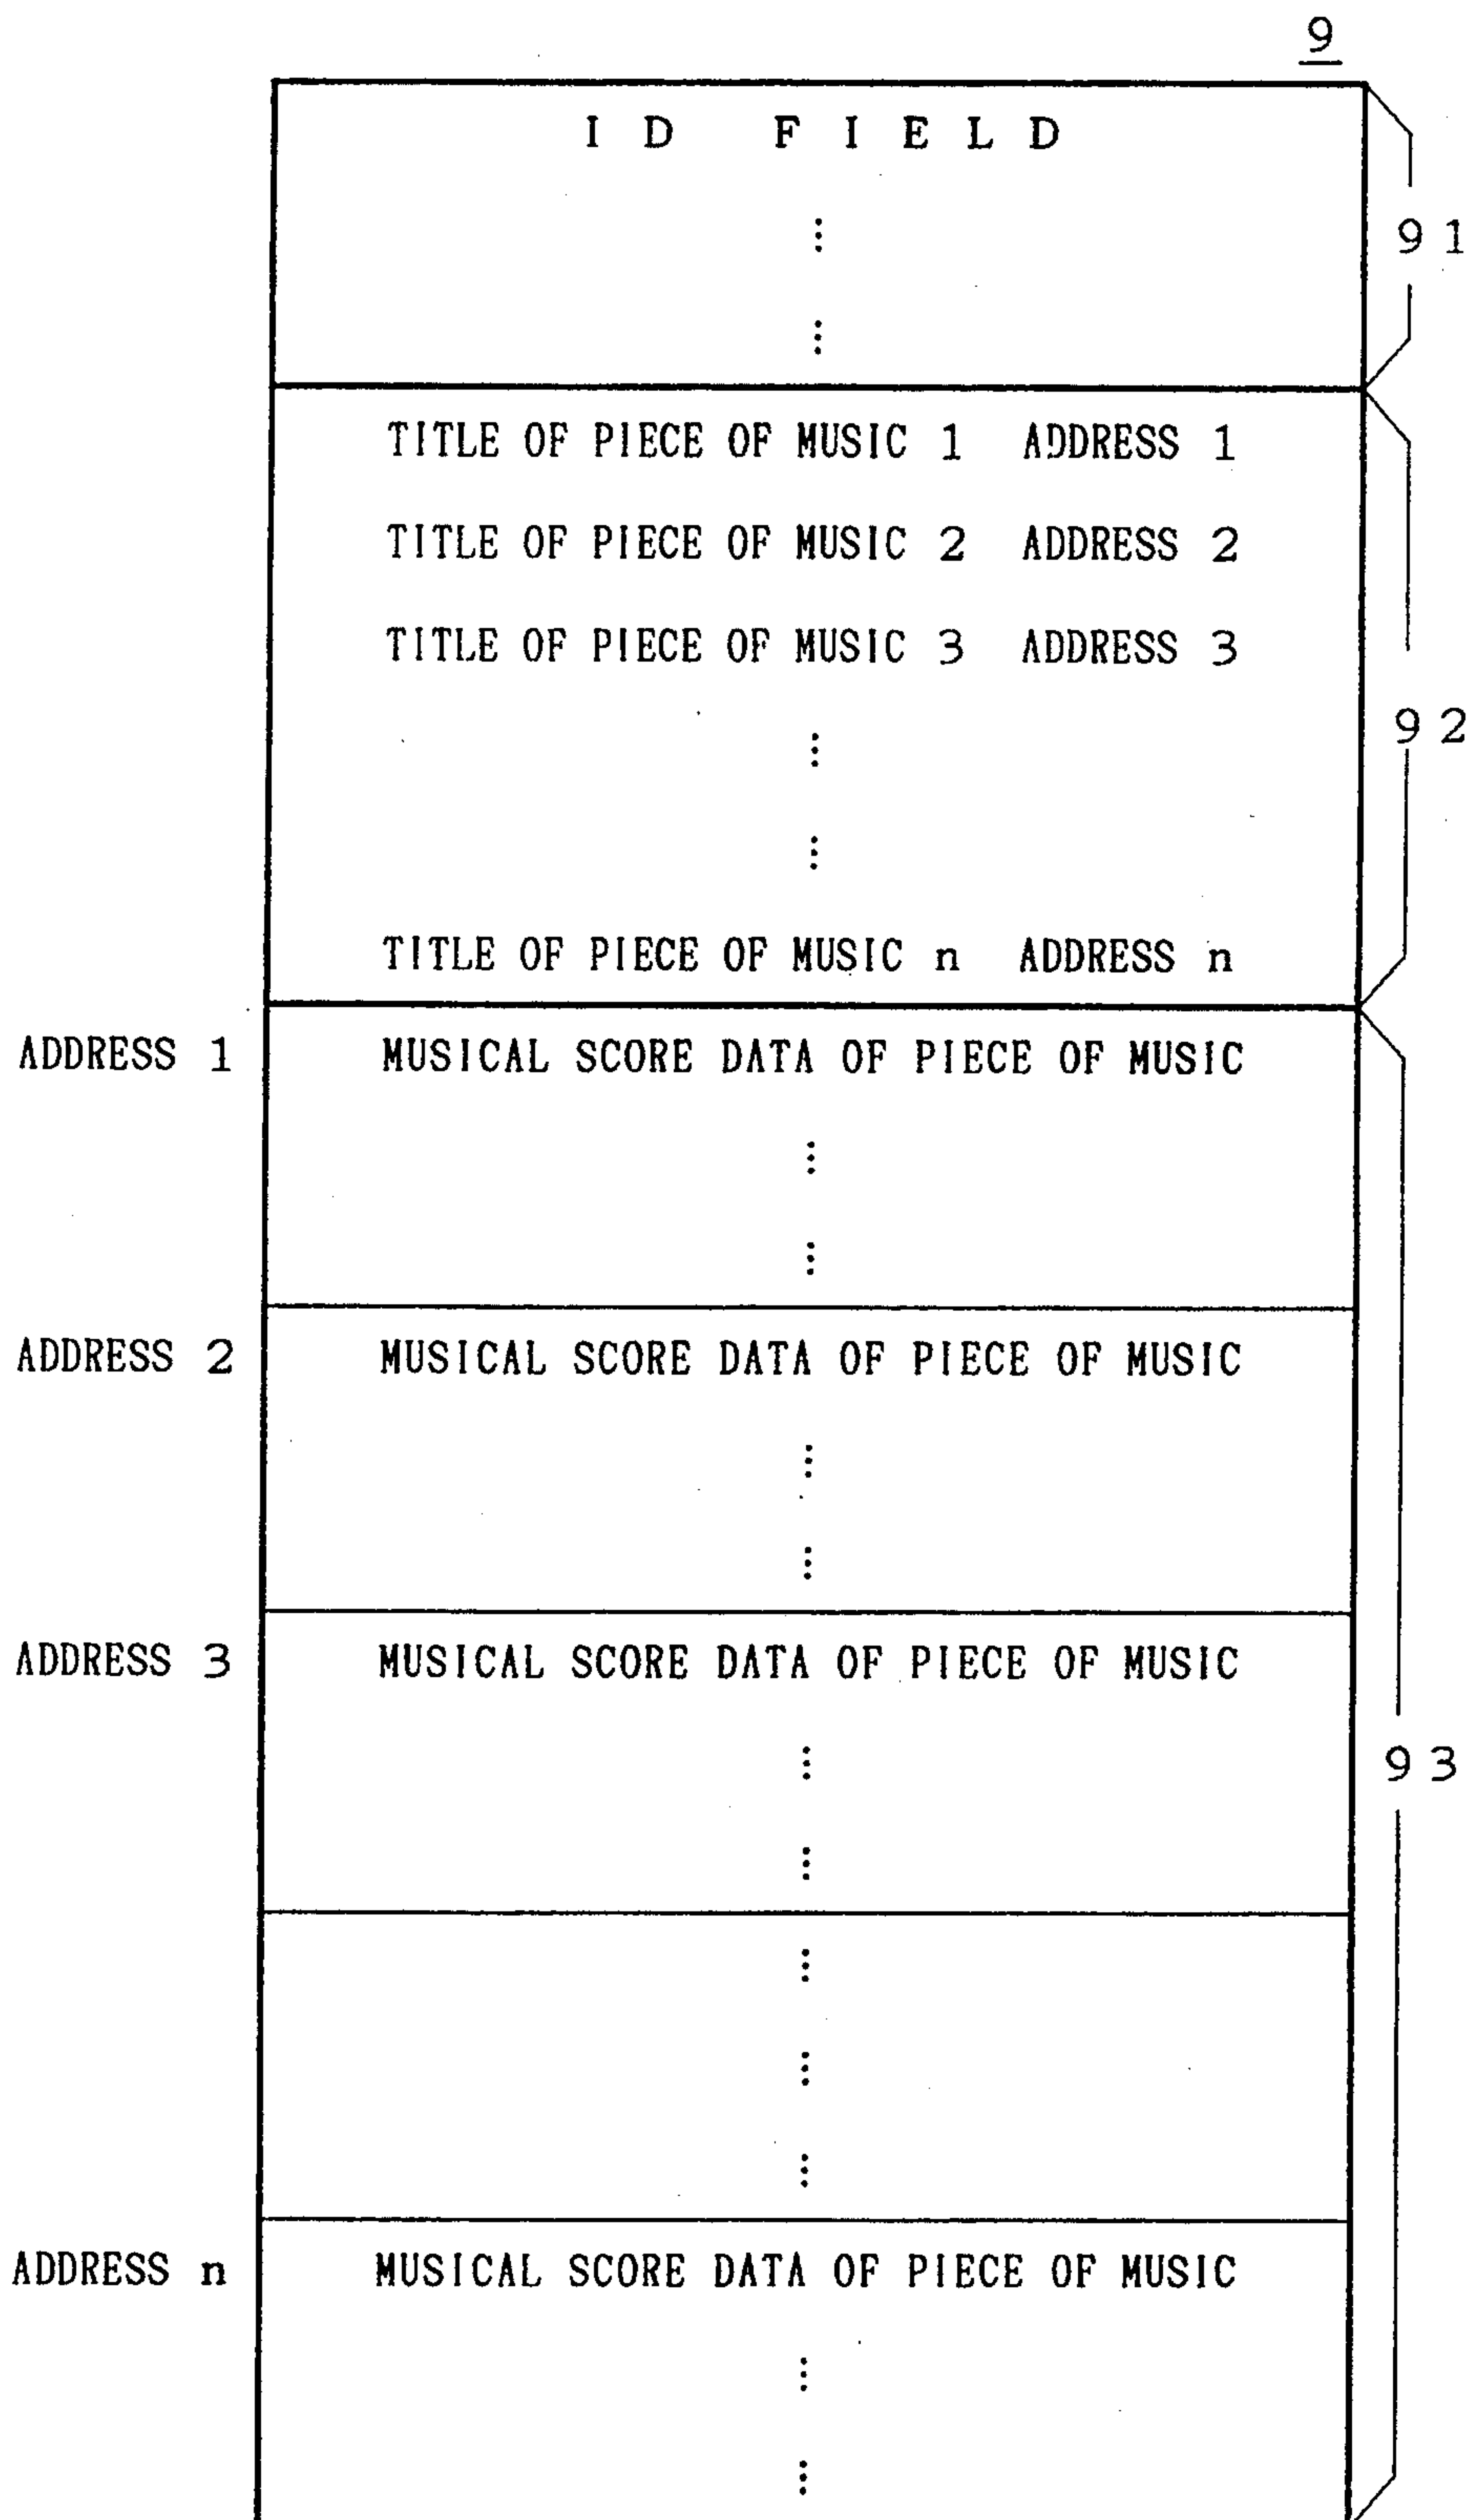 9
ID FIELD
⋮
⋮
91
TITLE OF PIECE OF MUSIC 1 ADDRESS 1
TITLE OF PIECE OF MUSIC 2 ADDRESS 2
TITLE OF PIECE OF MUSIC 3 ADDRESS 3
⋮
⋮
TITLE OF PIECE OF MUSIC n ADDRESS n
92
ADDRESS 1 MUSICAL SCORE DATA OF PIECE OF MUSIC
⋮
⋮
ADDRESS 2 MUSICAL SCORE DATA OF PIECE OF MUSIC
⋮
⋮
ADDRESS 3 MUSICAL SCORE DATA OF PIECE OF MUSIC
⋮
⋮
93
⋮
⋮
⋮
ADDRESS n MUSICAL SCORE DATA OF PIECE OF MUSIC
⋮
⋮